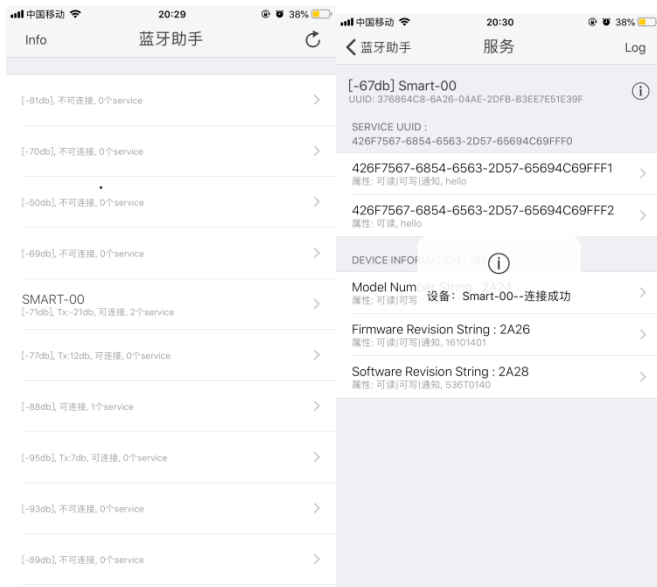 中国移动 20:29 38%
Info 蓝牙助手
[-81db], 不可连接, 0个service
[-70db], 不可连接, 0个service
[-50db], 不可连接, 0个service
[-69db], 不可连接, 0个service
SMART-00
[-71db], Tx:-21db, 可连接, 2个service
[-77db], Tx:12db, 可连接, 0个service
[-88db], 可连接, 1个service
[-95db], Tx:7db, 可连接, 0个service
[-93db], 不可连接, 0个service
[-89db], 不可连接, 0个service
中国移动 20:30 38%
蓝牙助手 服务 Log
[-67db] Smart-00
UUID: 376864C8-6A26-04AE-2DFB-B3EE7E51E39F
SERVICE UUID :
426F7567-6854-6563-2D57-65694C69FFF0
426F7567-6854-6563-2D57-65694C69FFF1
属性: 可读|可写|通知, hello
426F7567-6854-6563-2D57-65694C69FFF2
属性: 可读, hello
DEVICE INFORMATION
Model Number String : 2A24
属性: 可读|可写
设备：Smart-00--连接成功
Firmware Revision String : 2A26
属性: 可读|可写|通知, 16101401
Software Revision String : 2A28
属性: 可读|可写|通知, 536T0140